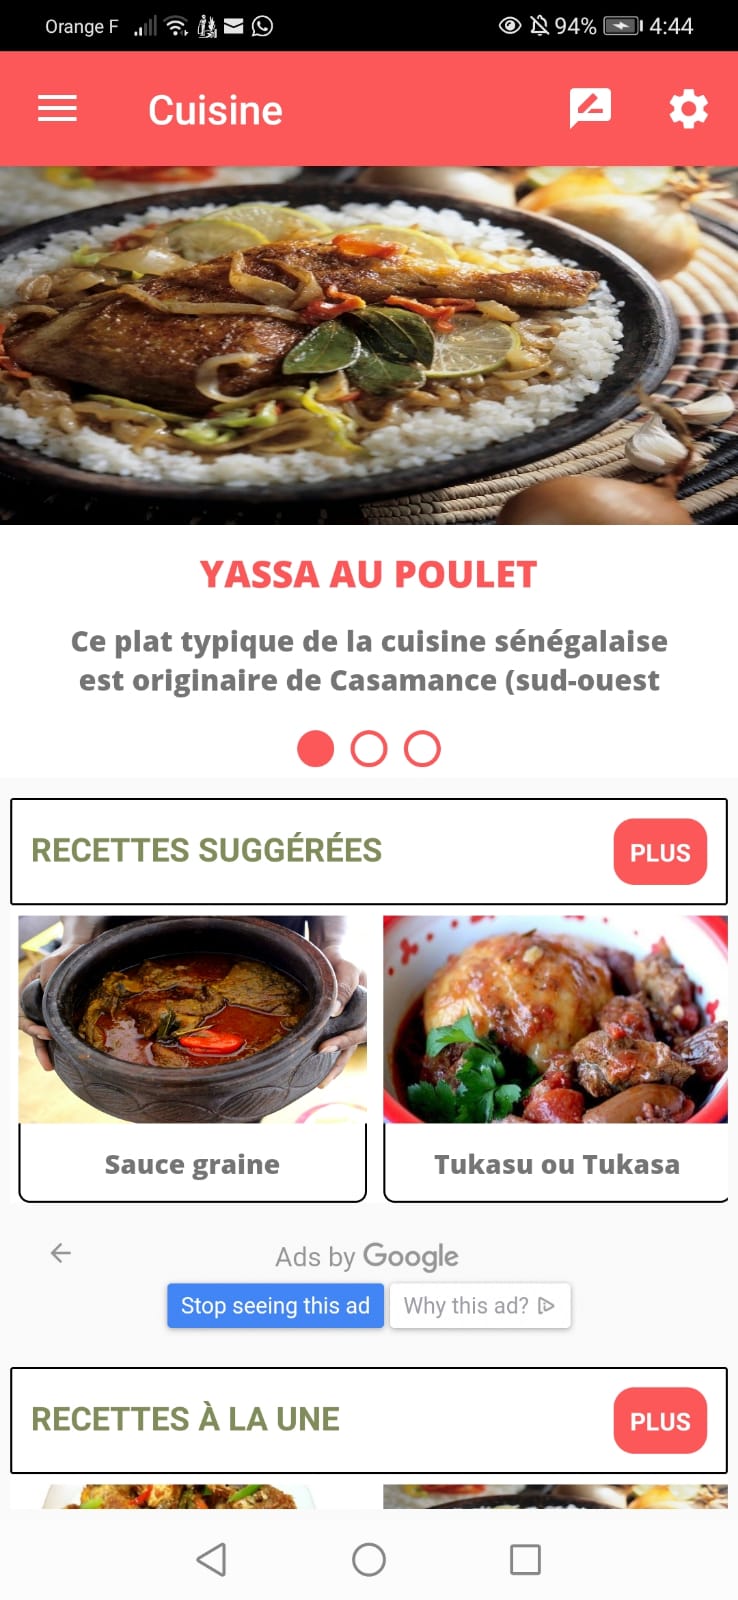 Orange F 94% 4:44
Cuisine
YASSA AU POULET
Ce plat typique de la cuisine sénégalaise
est originaire de Casamance (sud-ouest
RECETTES SUGGÉRÉES
PLUS
Sauce graine
Tukasu ou Tukasa
Ads by Google
Stop seeing this ad
Why this ad?
RECETTES À LA UNE
PLUS